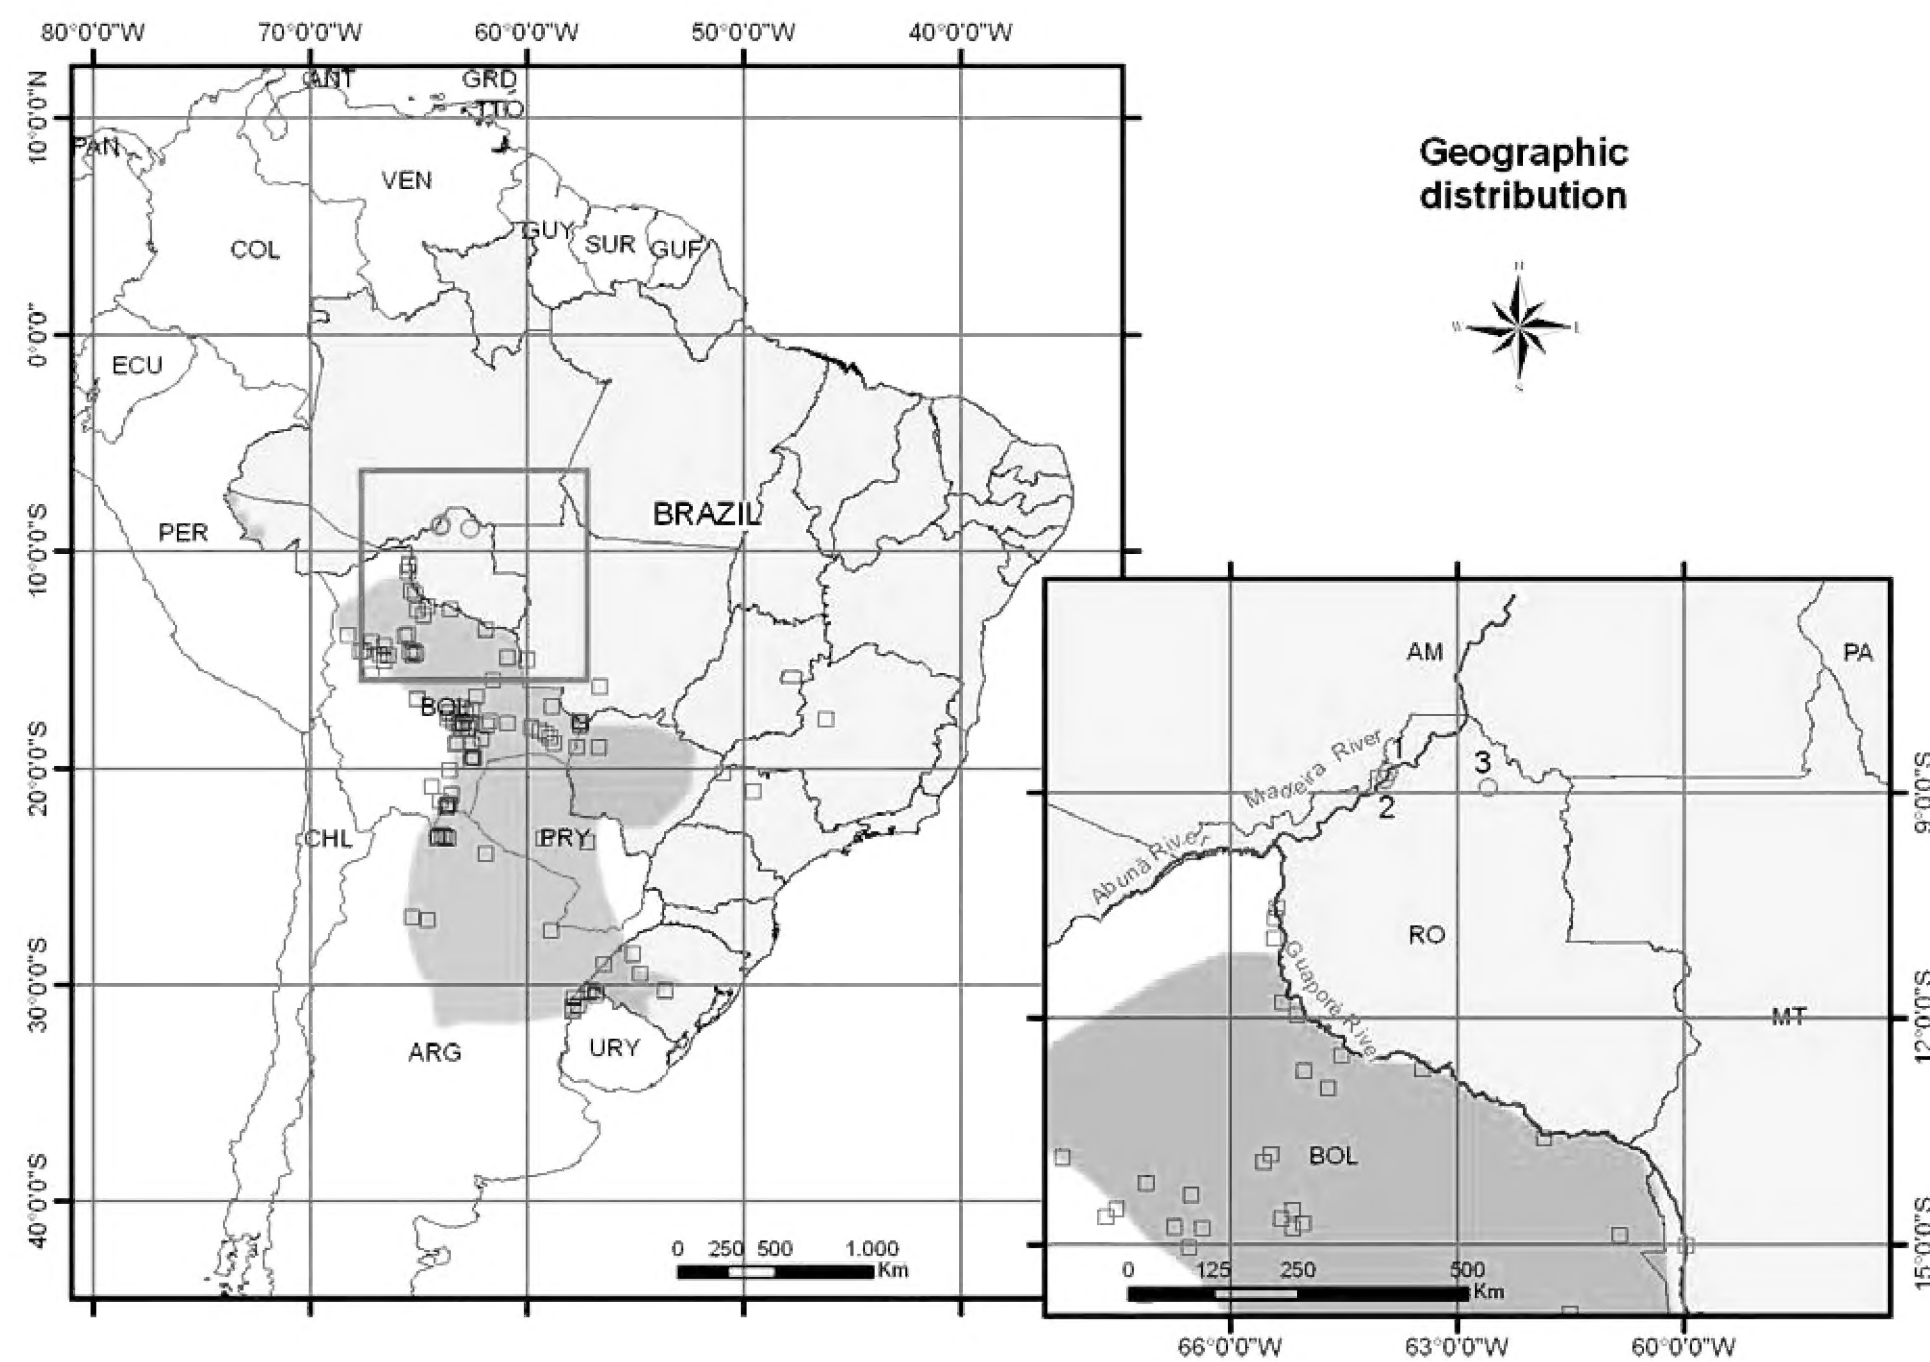 80°0'0"W 70°0'0"W 60°0'0"W 50°0'0"W 40°0'0"W
10°0'0"N
0°0'0"
10°0'0"S
20°0'0"S
30°0'0"S
40°0'0"S
ANT
GRD
TTO
PAN
VEN
COL
GUY
SUR
GUF
ECU
PER
BRAZIL
BOL
CHL
PRY
ARG
URY
0 250 500 1.000
Km
Geographic
distribution
N
W E
S
AM
PA
Madeira River
1
3
2
Abunã River
RO
Guaporé River
MT
BOL
0 125 250 500
Km
9°0'0"S
12°0'0"S
15°0'0"S
66°0'0"W 63°0'0"W 60°0'0"W